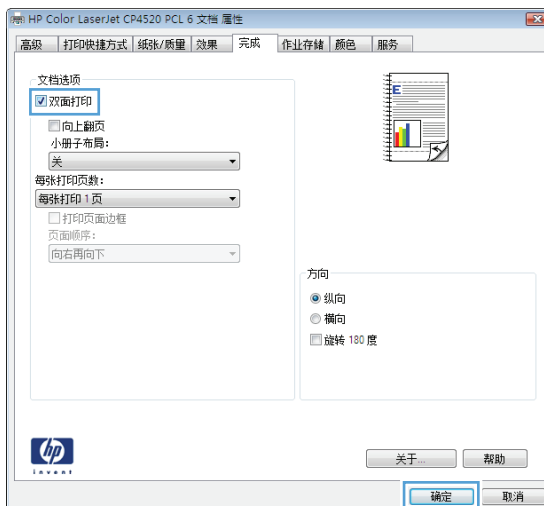 HP Color LaserJet CP4520 PCL 6 文档 属性
高级 打印快捷方式 纸张/质量 效果 完成 作业存储 颜色 服务
文档选项
双面打印
向上翻页
小册子布局:
关
每张打印页数:
每张打印 1 页
打印页面边框
页面顺序:
向右再向下
E
方向
纵向
横向
旋转 180 度
hp
invent
关于...
帮助
确定
取消